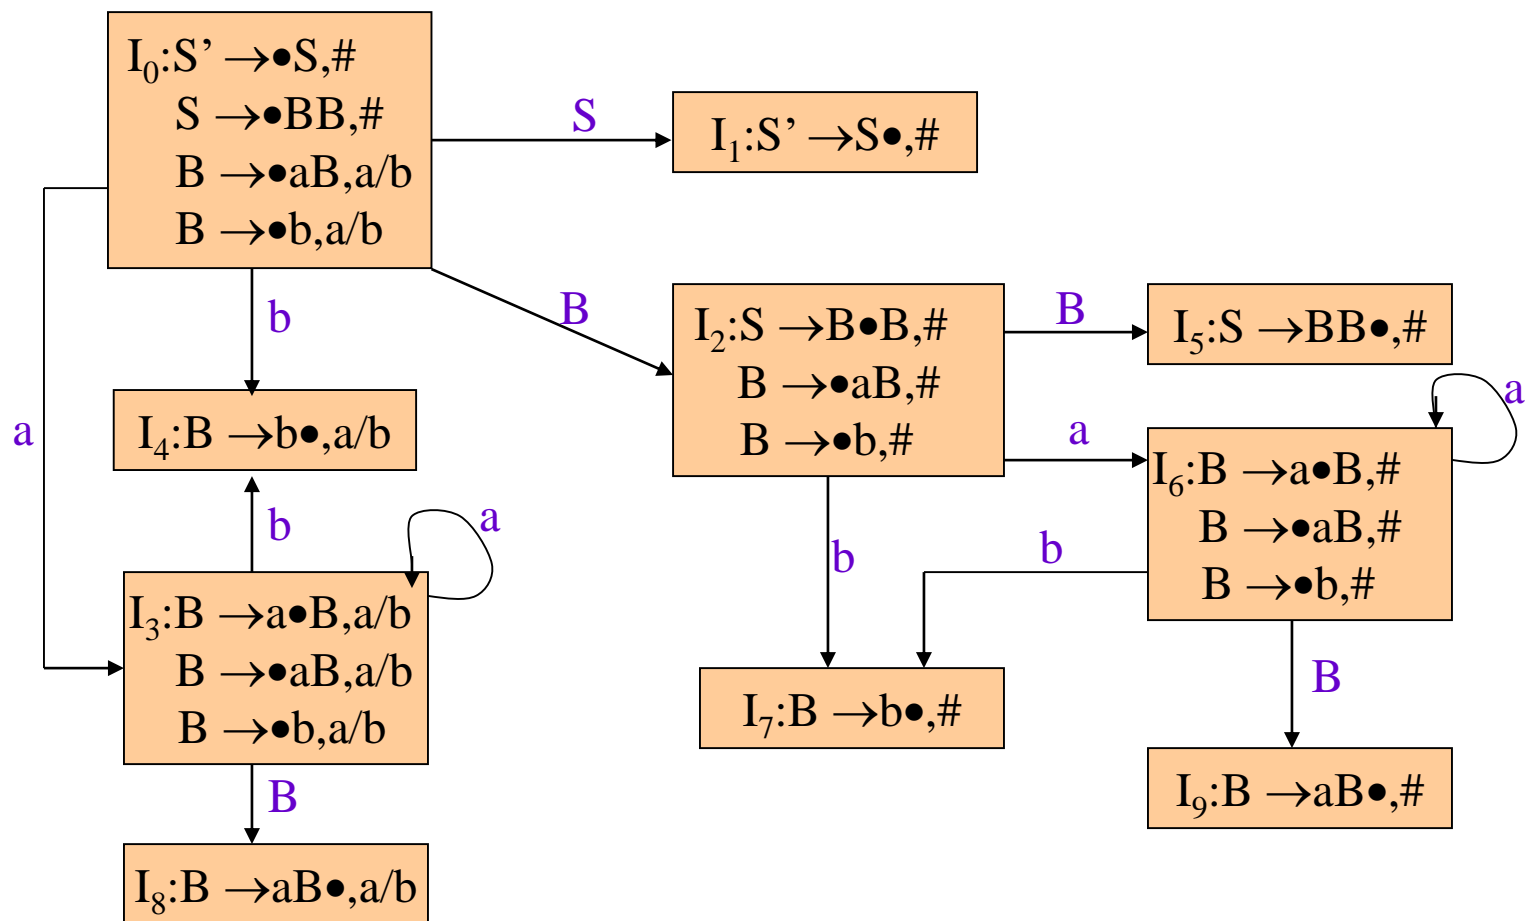 I₀:S’ →●S,#
S →●BB,#
B →●aB,a/b
B →●b,a/b
S
I₁:S’ →S●,#
b
B
a
I₄:B →b●,a/b
b
a
I₃:B →a●B,a/b
B →●aB,a/b
B →●b,a/b
B
I₈:B →aB●,a/b
I₂:S →B●B,#
B →●aB,#
B →●b,#
B
I₅:S →BB●,#
a
a
I₆:B →a●B,#
B →●aB,#
B →●b,#
b
b
I₇:B →b●,#
B
I₉:B →aB●,#